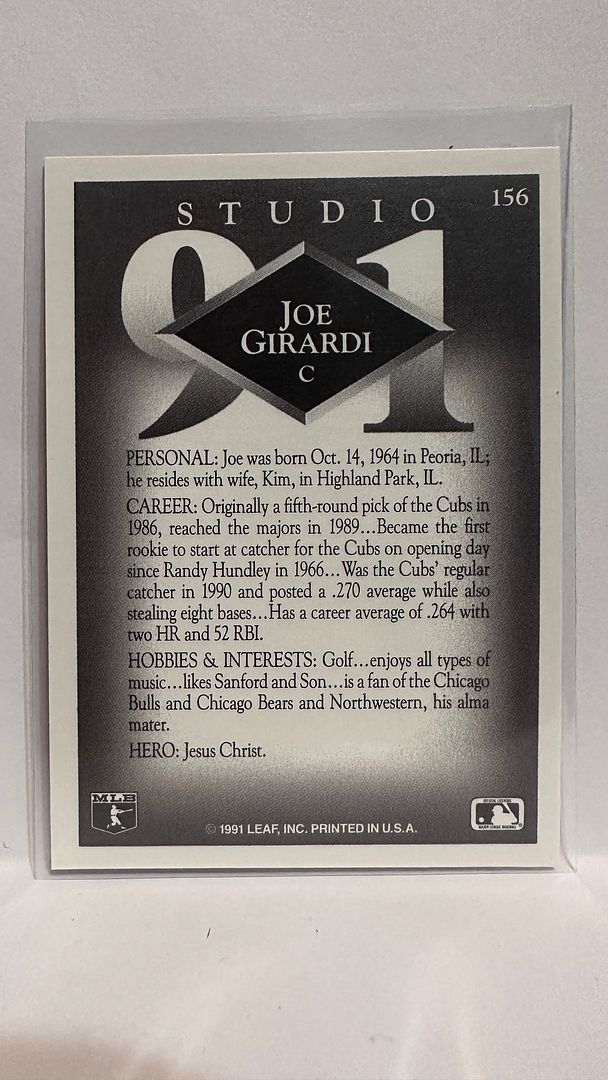 156
STUDIO
91
JOE
GIRARDI
C
PERSONAL: Joe was born Oct. 14, 1964 in Peoria, IL;
he resides with wife, Kim, in Highland Park, IL.
CAREER: Originally a fifth-round pick of the Cubs in
1986, reached the majors in 1989...Became the first
rookie to start at catcher for the Cubs on opening day
since Randy Hundley in 1966...Was the Cubs' regular
catcher in 1990 and posted a .270 average while also
stealing eight bases...Has a career average of .264 with
two HR and 52 RBI.
HOBBIES & INTERESTS: Golf...enjoys all types of
music...likes Sanford and Son...is a fan of the Chicago
Bulls and Chicago Bears and Northwestern, his alma
mater.
HERO: Jesus Christ.
MLB
© 1991 LEAF, INC. PRINTED IN U.S.A.
OFFICIAL LICENSEE
MAJOR LEAGUE BASEBALL